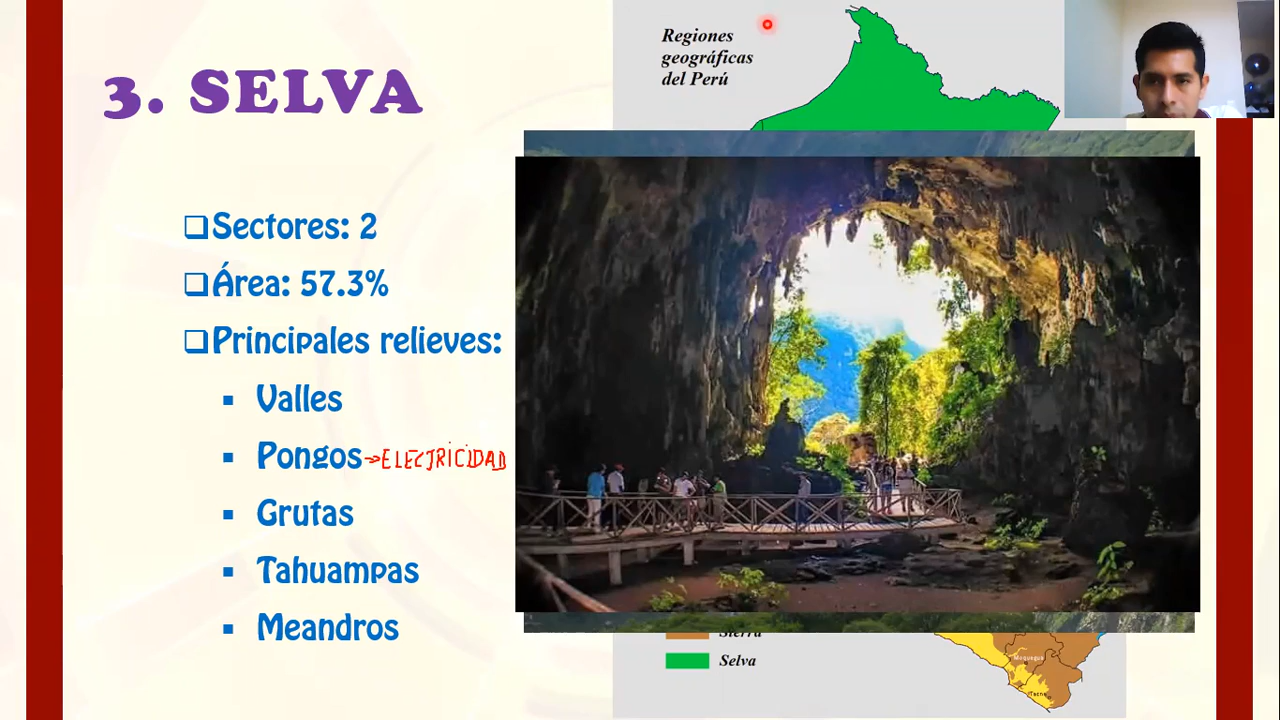 3. SELVA
Regiones
geográficas
del Perú
Sectores: 2
Área: 57.3%
Principales relieves:
Valles
Pongos→ELECTRICIDAD
Grutas
Tahuampas
Meandros
Sierra
Selva
Moquegua
Tacna